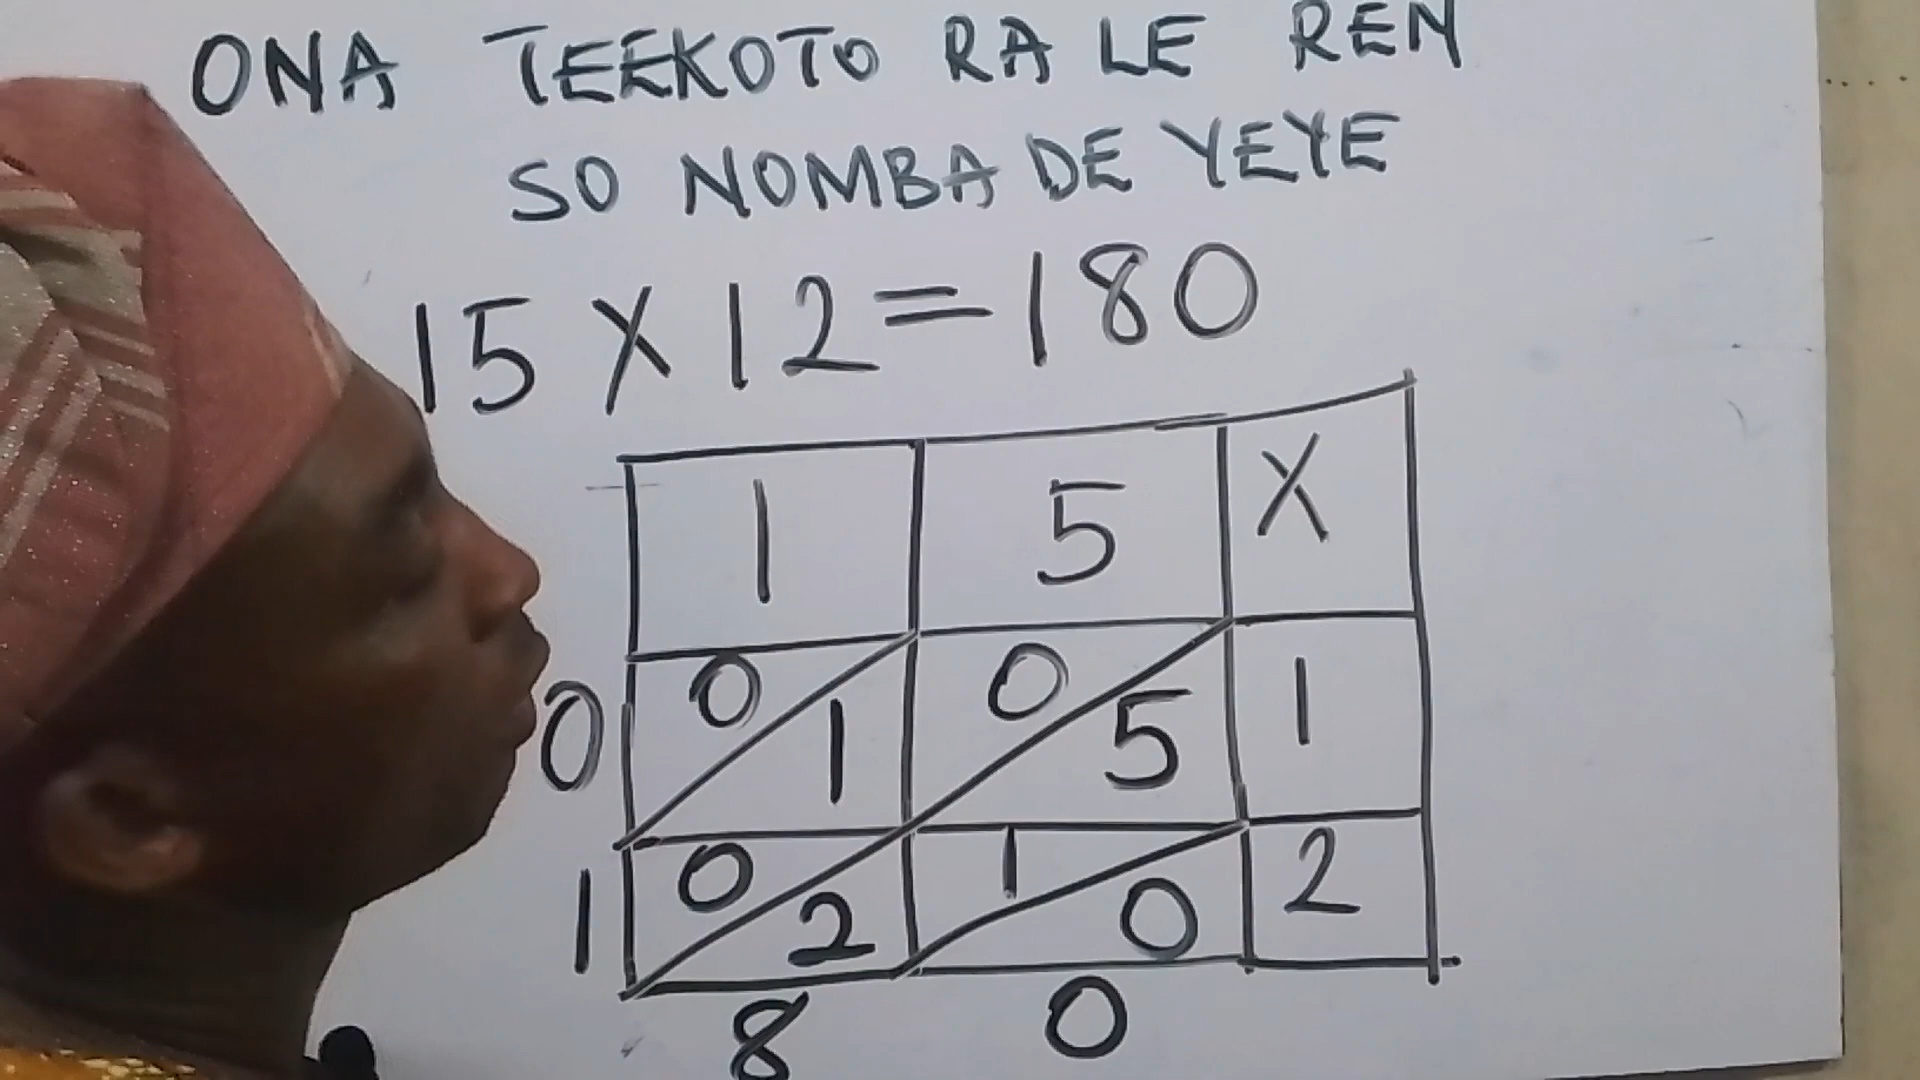 ONA TEEKOTO RA LE REN
SO NOMBA DE YEYE
15 X 12 = 180
1 5 X
0 0 1 0 5 1
1 0 2 1 0 2
8 0